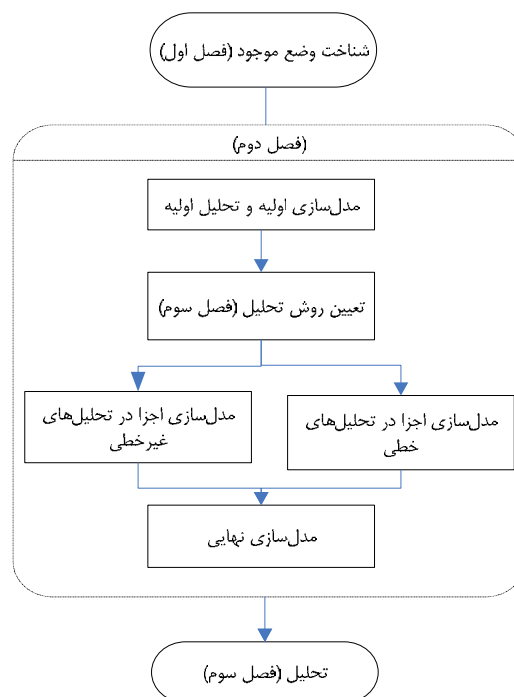 شناخت وضع موجود (فصل اول)
(فصل دوم)
مدل‌سازی اولیه و تحلیل اولیه
تعیین روش تحلیل (فصل سوم)
مدل‌سازی اجزا در تحلیل‌های
خطی
مدل‌سازی اجزا در تحلیل‌های
غیرخطی
مدل‌سازی نهایی
تحلیل (فصل سوم)